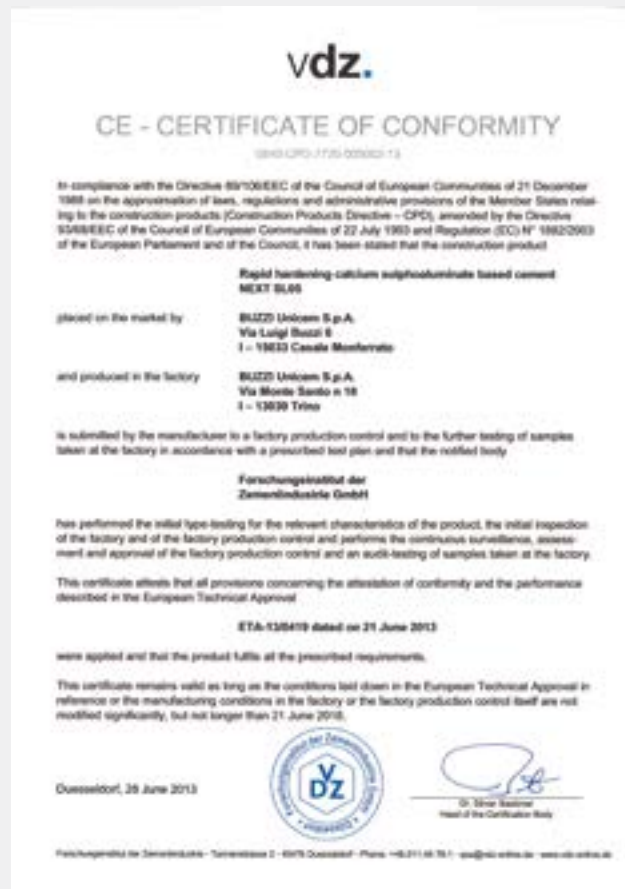 vdz.
CE - CERTIFICATE OF CONFORMITY
In compliance with the Directive 89/106/EEC of the Council of European Communities of 21 December
1988 on the approximation of laws, regulations and administrative provisions of the Member States relat-
ing to the construction products (Construction Products Directive – CPD), amended by the Directive
93/68/EEC of the Council of European Communities of 22 July 1993 and Regulation (EC) N° 1882/2003
of the European Parliament and of the Council, it has been stated that the construction product
Rapid hardening calcium sulphoaluminate based cement
NEXT SL05
placed on the market by
BUZZI Unicem S.p.A.
Via Luigi Buzzi 6
I – 15033 Casale Monferrato
and produced in the factory
BUZZI Unicem S.p.A.
Via Monte Santo n
I – 13039 Trino
is submitted by the manufacturer to a factory production control and to the further testing of samples
taken at the factory in accordance with a prescribed test plan and that the notified body
Forschungsinstitut der
Zementindustrie GmbH
has performed the initial type-testing for the relevant characteristics of the product, the initial inspection
of the factory and of the factory production control and performs the continuous surveillance, assess-
ment and approval of the factory production control and an audit-testing of samples taken at the factory.
This certificate attests that all provisions concerning the attestation of conformity and the performance
described in the European Technical Approval
ETA-13/0419 dated on 21 June 2013
were applied and that the product fulfils all the prescribed requirements.
This certificate remains valid as long as the conditions laid down in the European Technical Approval in
reference or the manufacturing conditions in the factory or the factory production control itself are not
modified significantly, but not longer than 21 June 2018.
VDZ
Duesseldorf, 26 June 2013
Head of the Certification Body